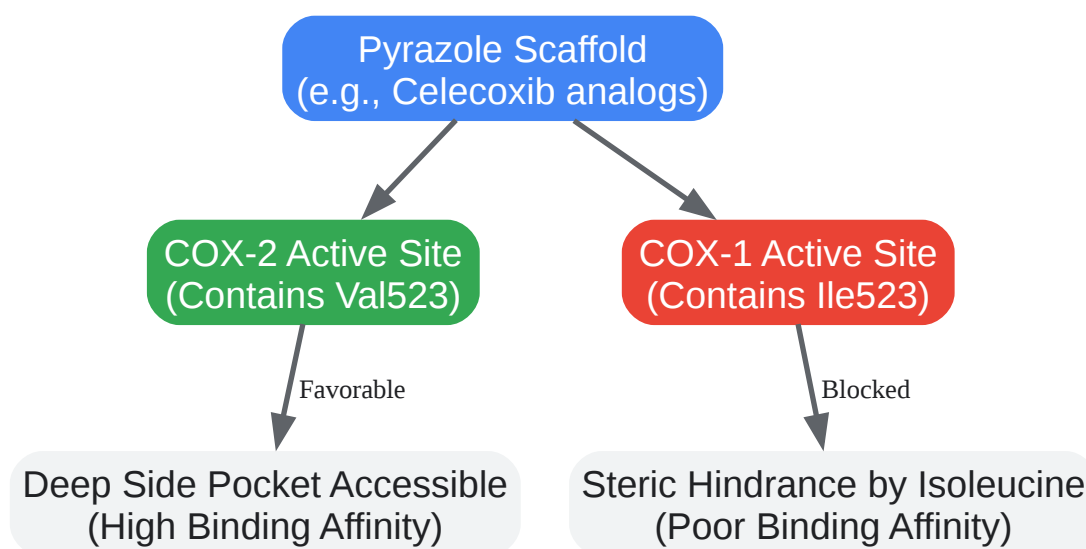 Pyrazole Scaffold
(e.g., Celecoxib analogs)
COX-2 Active Site
(Contains Val523)
COX-1 Active Site
(Contains Ile523)
Favorable
Blocked
Deep Side Pocket Accessible
(High Binding Affinity)
Steric Hindrance by Isoleucine
(Poor Binding Affinity)